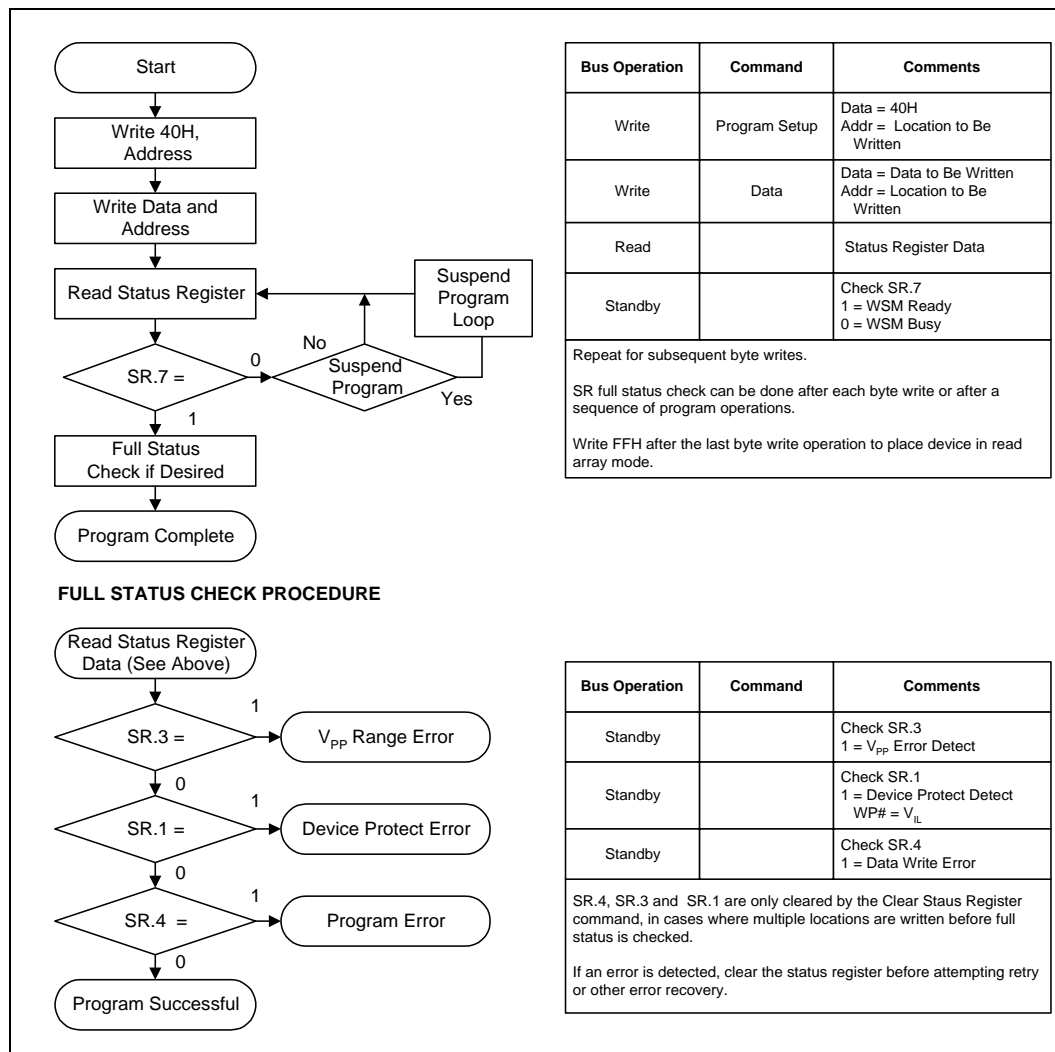 Start
Write 40H,
Address
Write Data and
Address
Read Status Register
Suspend
Program
Loop
No
0
SR.7 =
Suspend
Program
Yes
1
Full Status
Check if Desired
Program Complete
Bus Operation Command Comments
Write Program Setup Data = 40H
Addr = Location to Be
Written
Write Data Data = Data to Be Written
Addr = Location to Be
Written
Read Status Register Data
Standby Check SR.7
1 = WSM Ready
0 = WSM Busy
Repeat for subsequent byte writes.
SR full status check can be done after each byte write or after a
sequence of program operations.
Write FFH after the last byte write operation to place device in read
array mode.
FULL STATUS CHECK PROCEDURE
Read Status Register
Data (See Above)
1
SR.3 =
VPP Range Error
0
1
SR.1 =
Device Protect Error
0
1
SR.4 =
Program Error
0
Program Successful
Bus Operation Command Comments
Standby Check SR.3
1 = VPP Error Detect
Standby Check SR.1
1 = Device Protect Detect
WP# = VIL
Standby Check SR.4
1 = Data Write Error
SR.4, SR.3 and SR.1 are only cleared by the Clear Staus Register
command, in cases where multiple locations are written before full
status is checked.
If an error is detected, clear the status register before attempting retry
or other error recovery.